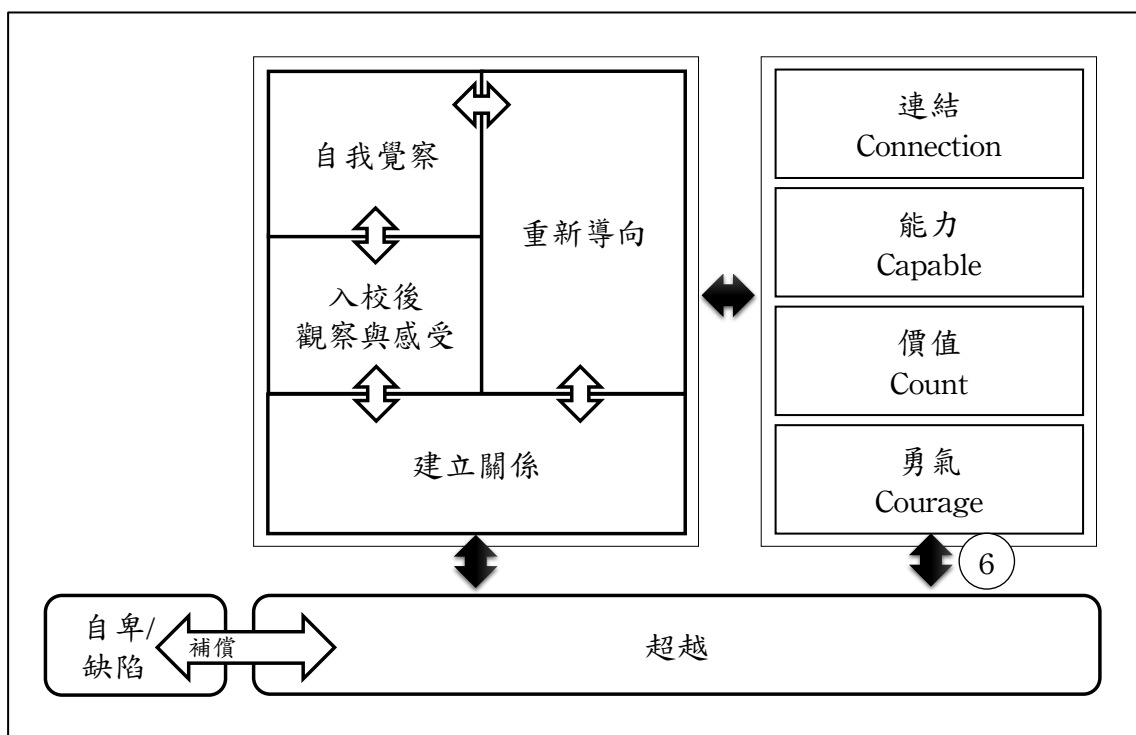 自我覺察
重新導向
入校後
觀察與感受
建立關係
連結
Connection
能力
Capable
價值
Count
勇氣
Courage
6
自卑/
缺陷
補償
超越